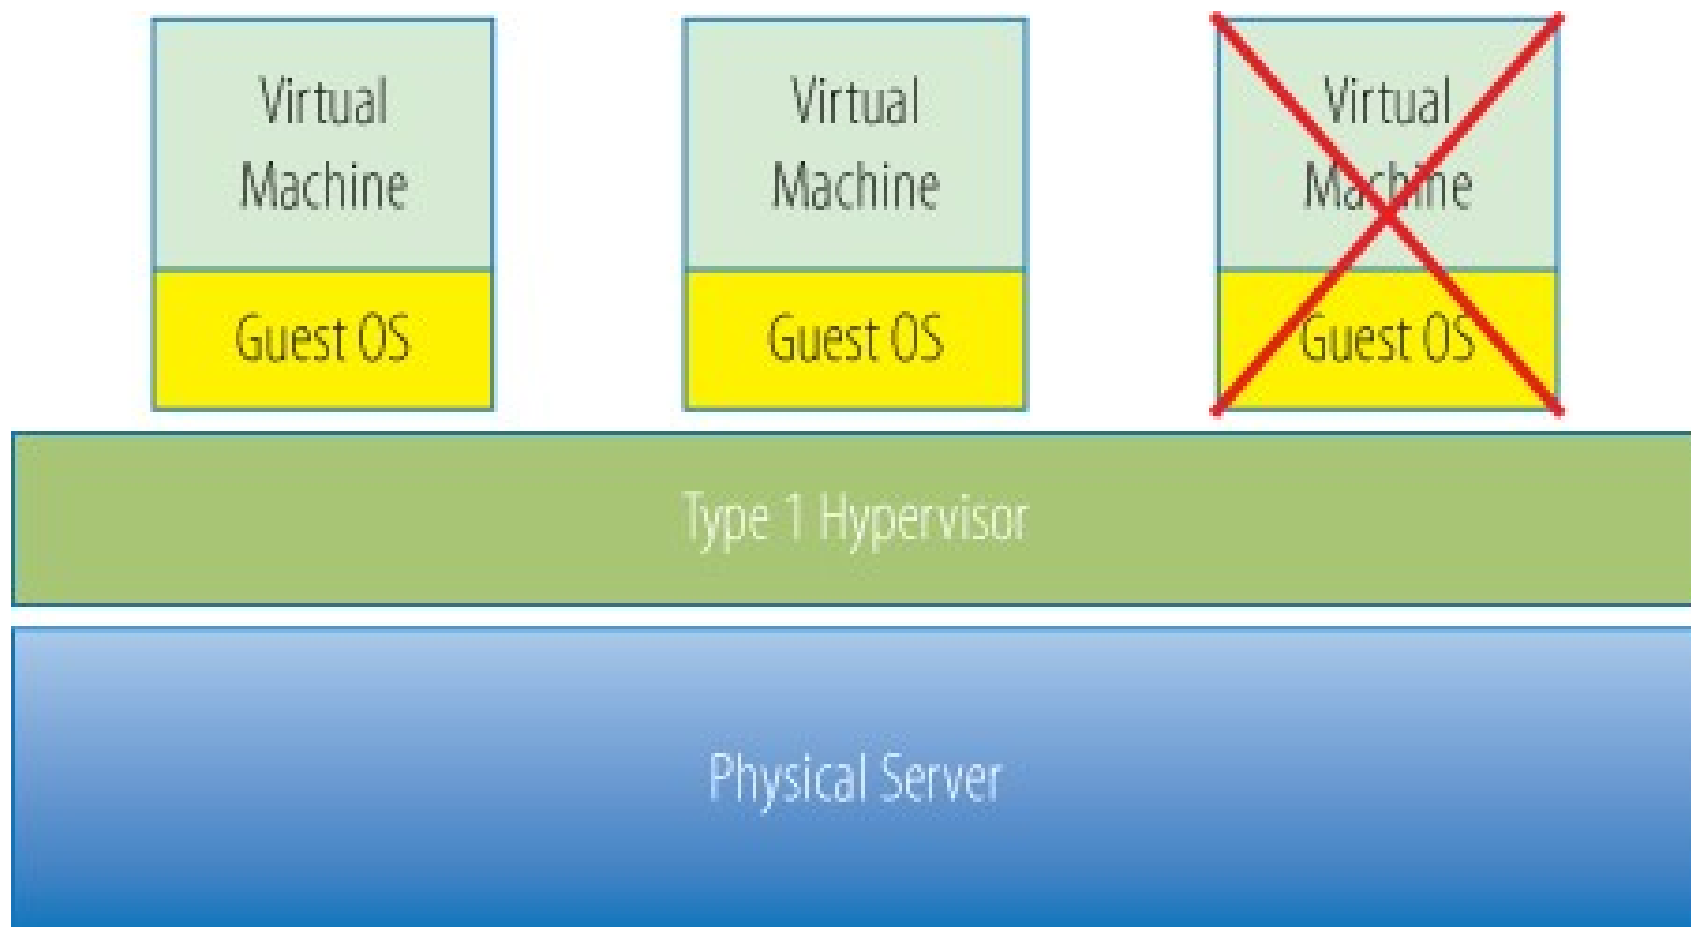 Virtual
Machine
Guest OS
Virtual
Machine
Guest OS
Virtual
Machine
Guest OS
Type 1 Hypervisor
Physical Server